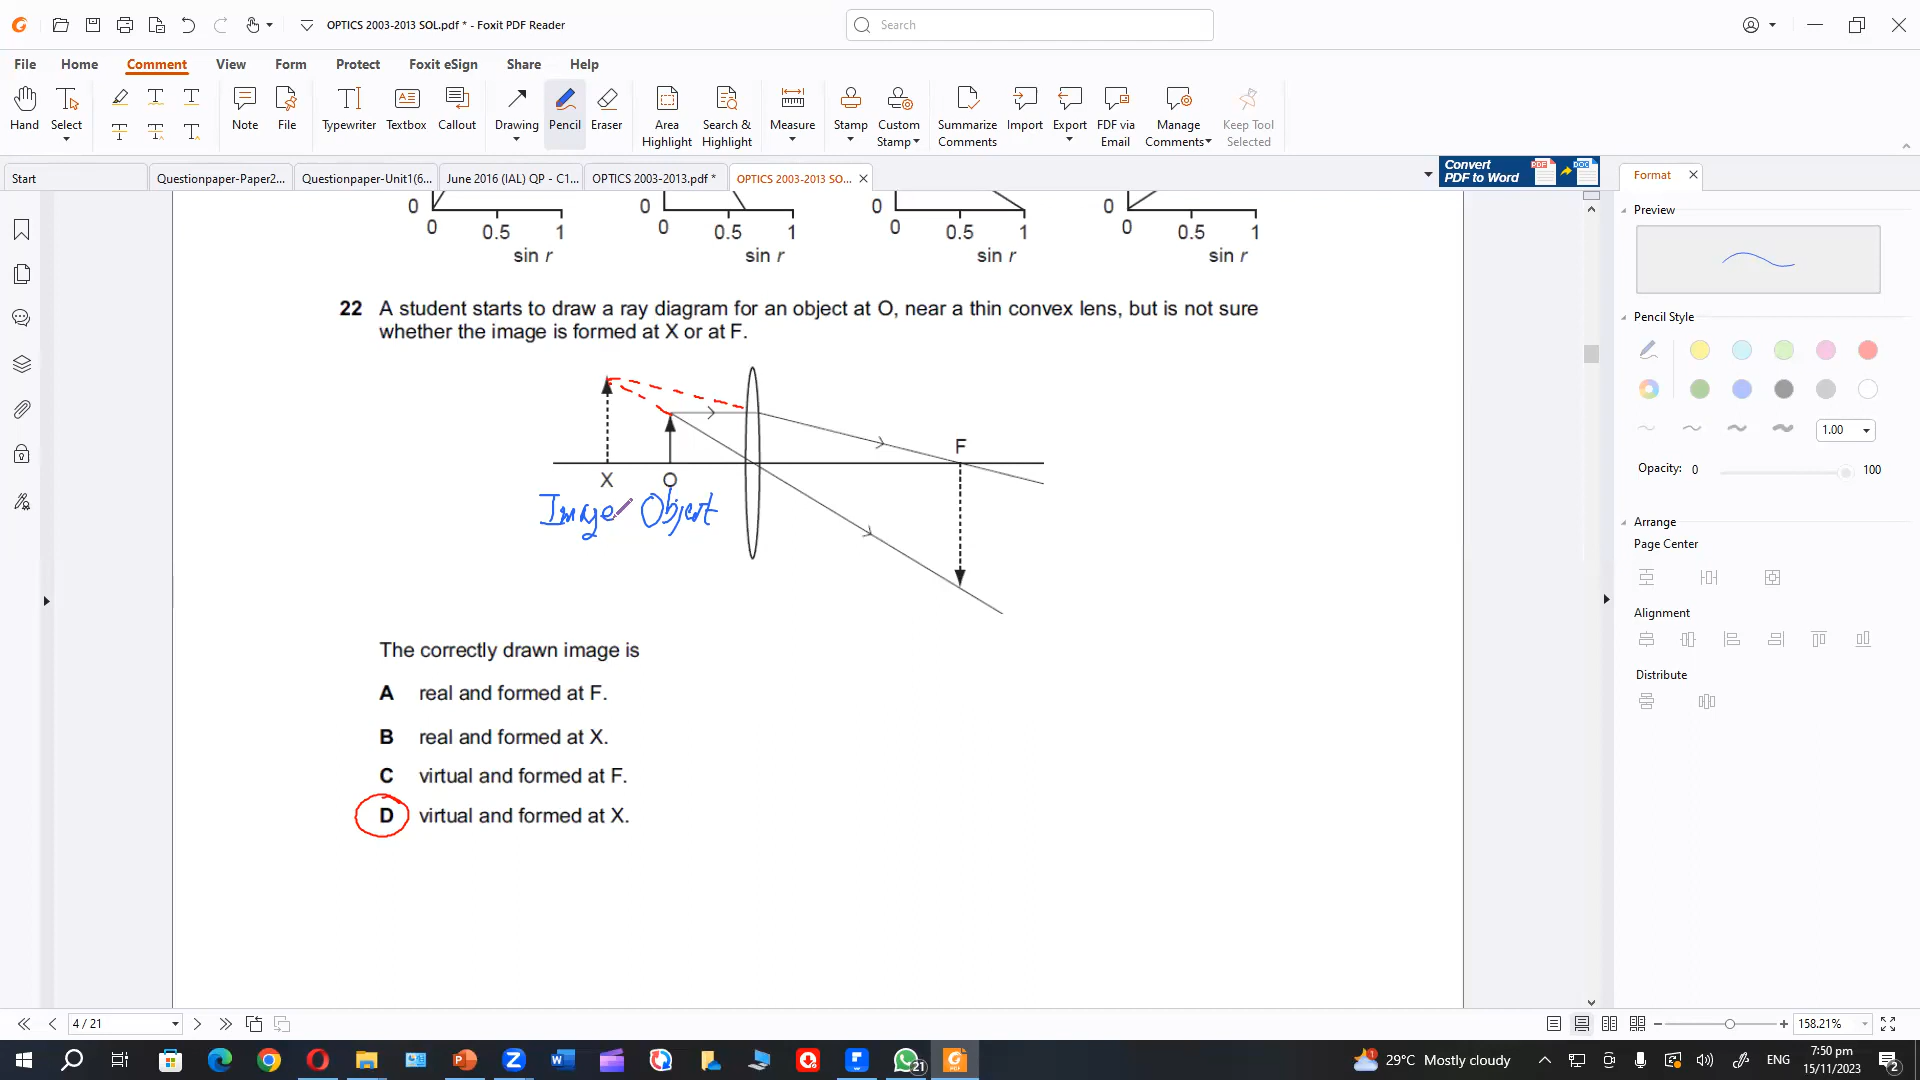 OPTICS 2003-2013 SOL.pdf * - Foxit PDF Reader
Search
File Home Comment View Form Protect Foxit eSign Share Help
Hand Select Note File Typewriter Textbox Callout Drawing Pencil Eraser Area Highlight Search & Highlight Measure Stamp Custom Stamp Summarize Comments Import Export FDF via Email Manage Comments Keep Tool Selected
Start Questionpaper-Paper2... Questionpaper-Unit1(6... June 2016 (IAL) QP - C1... OPTICS 2003-2013.pdf * OPTICS 2003-2013 SO...
Convert PDF to Word
PDF DOC
Format
Preview
Pencil Style
1.00
Opacity: 0 100
Arrange
Page Center
Alignment
Distribute
0 0 0 0
0 0.5 1 0 0.5 1 0 0.5 1 0 0.5 1
sin r sin r sin r sin r
22 A student starts to draw a ray diagram for an object at O, near a thin convex lens, but is not sure
whether the image is formed at X or at F.
F
X O
Image Object
The correctly drawn image is
A real and formed at F.
B real and formed at X.
C virtual and formed at F.
D virtual and formed at X.
4 / 21
158.21%
21
29°C Mostly cloudy
ENG
7:50 pm
15/11/2023
2